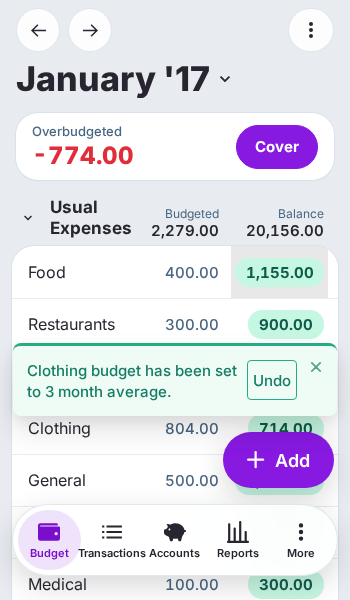 January '17
Overbudgeted
-774.00
Cover
Usual
Expenses
Budgeted
2,279.00
Balance
20,156.00
Food
400.00
1,155.00
Restaurants
300.00
900.00
Clothing budget has been set
to 3 month average.
Undo
Clothing
804.00
714.00
General
500.00
Add
Budget
Transactions
Accounts
Reports
More
Medical
100.00
300.00